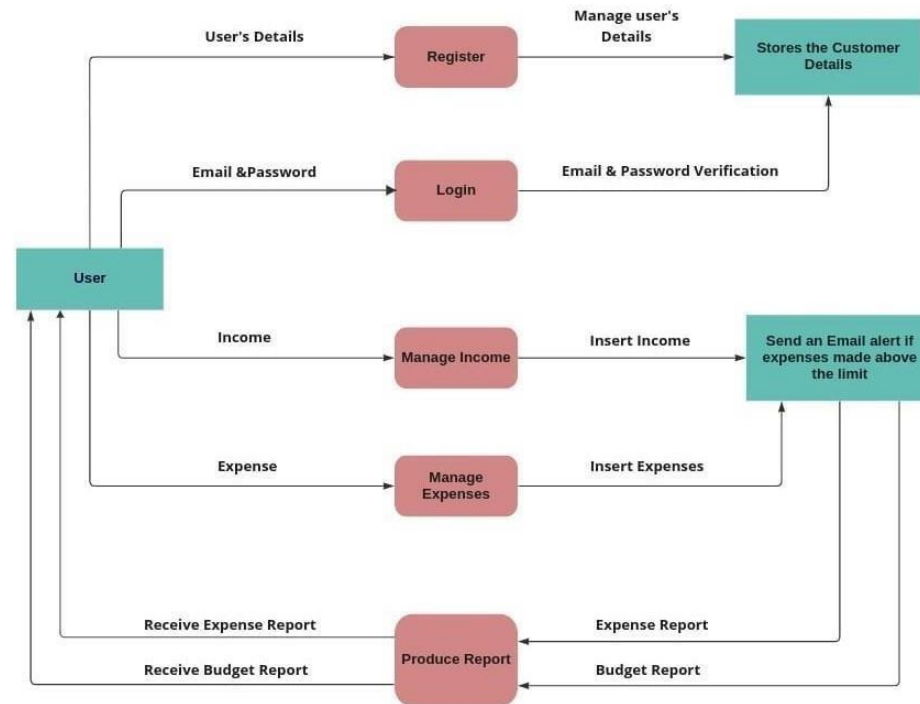 User's Details
Manage user's
Details
Register
Stores the Customer
Details
Email &Password
Login
Email & Password Verification
User
Income
Manage Income
Insert Income
Send an Email alert if
expenses made above
the limit
Expense
Manage
Expenses
Insert Expenses
Receive Expense Report
Expense Report
Produce Report
Receive Budget Report
Budget Report